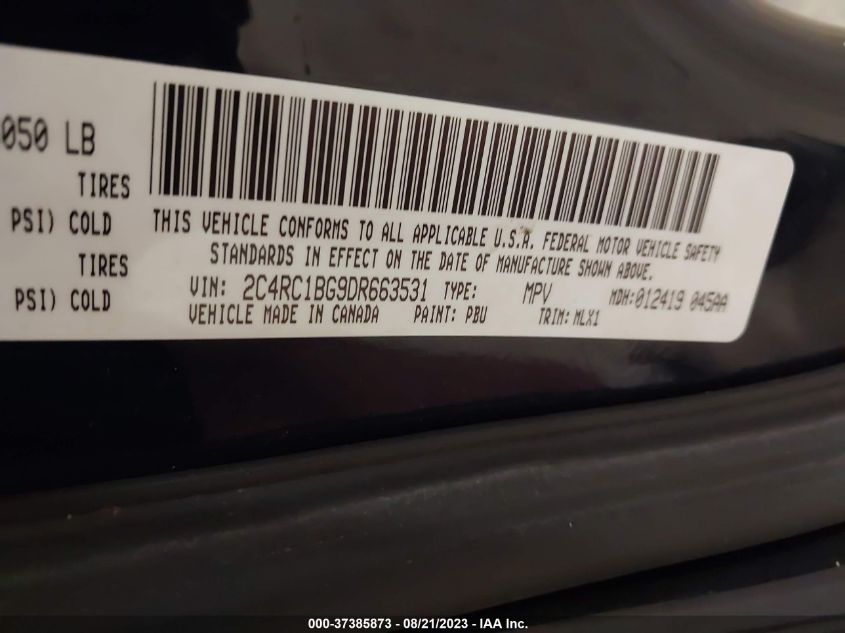 050 LB
TIRES
PSI) COLD
TIRES
PSI) COLD
THIS VEHICLE CONFORMS TO ALL APPLICABLE U.S.A. FEDERAL MOTOR VEHICLE SAFETY
STANDARDS IN EFFECT ON THE DATE OF MANUFACTURE SHOWN ABOVE.
VIN: 2C4RC1BG9DR663531 TYPE: MPV MDH:012419 045AA
VEHICLE MADE IN CANADA PAINT: PBU TRIM: MLX1
000-37385873 - 08/21/2023 - IAA Inc.